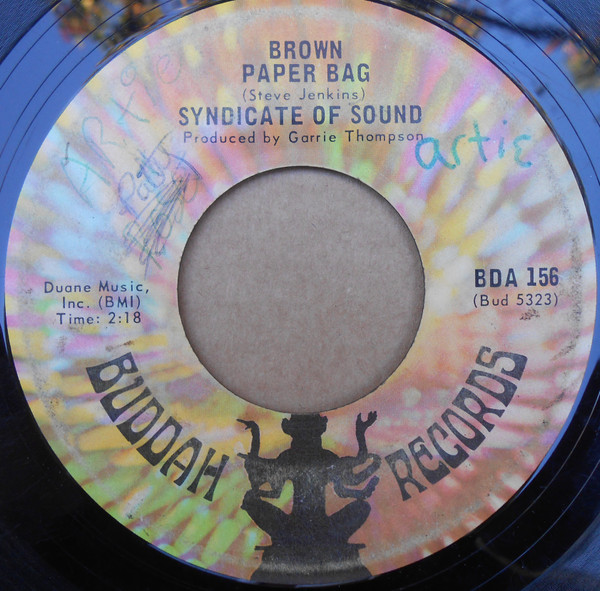 BROWN
PAPER BAG
(Steve Jenkins)
SYNDICATE OF SOUND
Produced by Garrie Thompson
artie
Duane Music,
Inc. (BMI)
Time: 2:18
BDA 156
(Bud 5323)
BUDDAH RECORDS